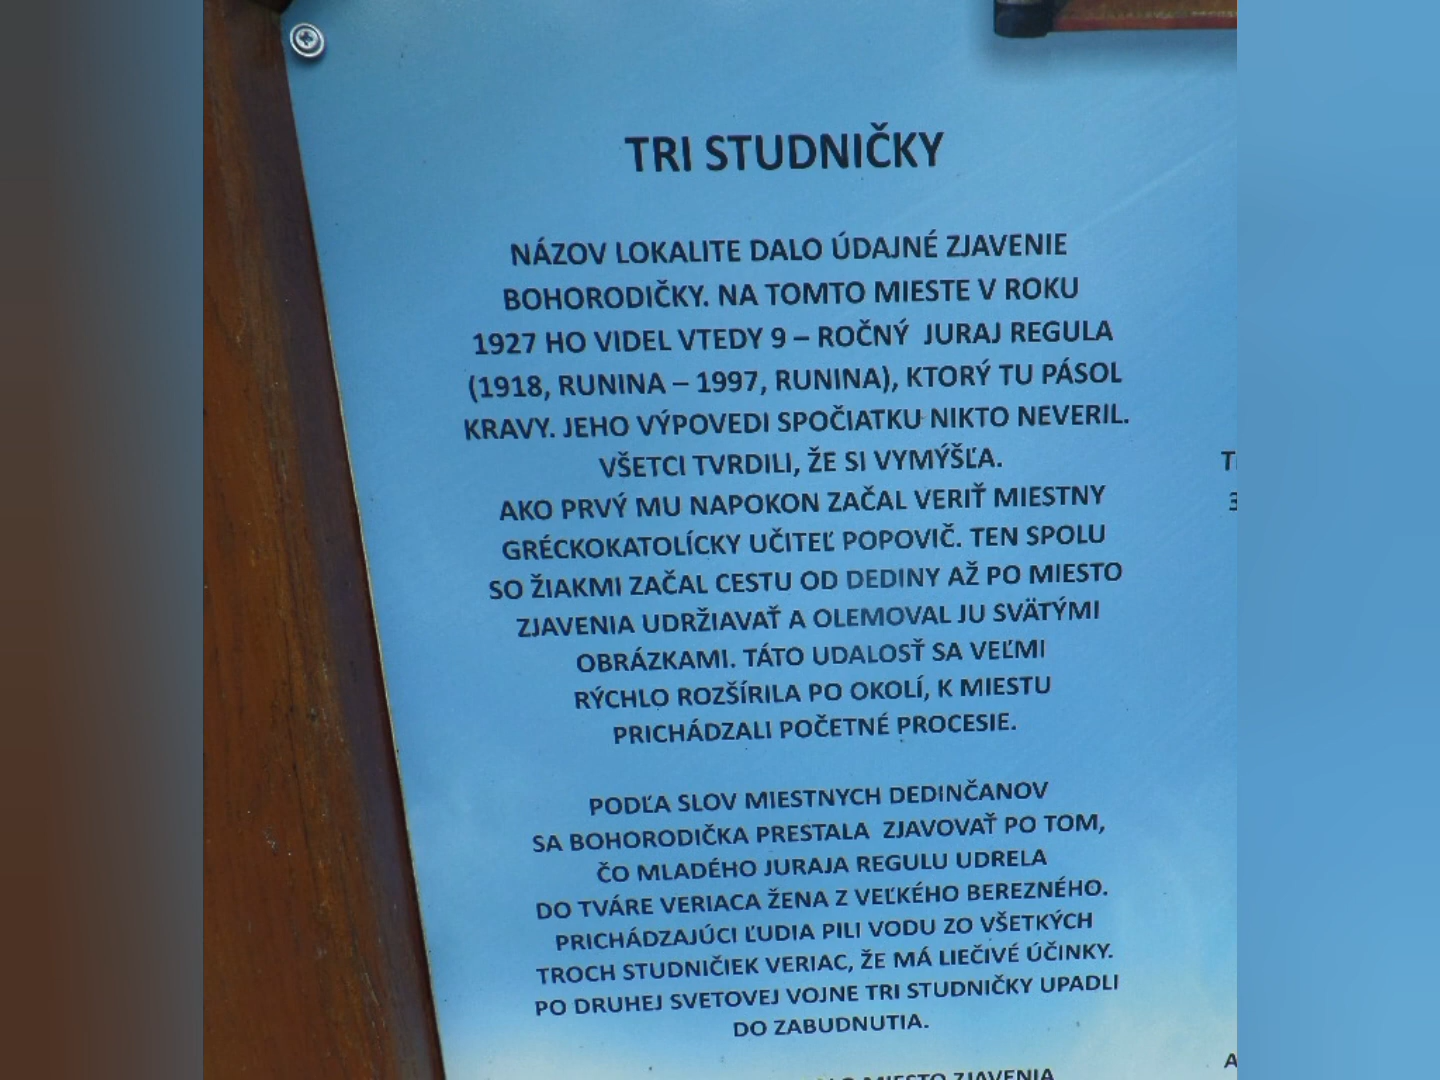 TRI STUDNIČKY
NÁZOV LOKALITE DALO ÚDAJNÉ ZJAVENIE
BOHORODIČKY. NA TOMTO MIESTE V ROKU
1927 HO VIDEL VTEDY 9 – ROČNÝ JURAJ REGULA
(1918, RUNINA – 1997, RUNINA), KTORÝ TU PÁSOL
KRAVY. JEHO VÝPOVEDI SPOČIATKU NIKTO NEVERIL.
VŠETCI TVRDILI, ŽE SI VYMÝŠĽA.
AKO PRVÝ MU NAPOKON ZAČAL VERIŤ MIESTNY
GRÉCKOKATOLÍCKY UČITEĽ POPOVIČ. TEN SPOLU
SO ŽIAKMI ZAČAL CESTU OD DEDINY AŽ PO MIESTO
ZJAVENIA UDRŽIAVAŤ A OLEMOVAL JU SVÄTÝMI
OBRÁZKAMI. TÁTO UDALOSŤ SA VEĽMI
RÝCHLO ROZŠÍRILA PO OKOLÍ, K MIESTU
PRICHÁDZALI POČETNÉ PROCESIE.
PODĽA SLOV MIESTNYCH DEDINČANOV
SA BOHORODIČKA PRESTALA ZJAVOVAŤ PO TOM,
ČO MLADÉHO JURAJA REGULU UDRELA
DO TVÁRE VERIACA ŽENA Z VEĽKÉHO BEREZNÉHO.
PRICHÁDZAJÚCI ĽUDIA PILI VODU ZO VŠETKÝCH
TROCH STUDNIČIEK VERIAC, ŽE MÁ LIEČIVÉ ÚČINKY.
PO DRUHEJ SVETOVEJ VOJNE TRI STUDNIČKY UPADLI
DO ZABUDNUTIA.
MIESTO ZJAVENIA